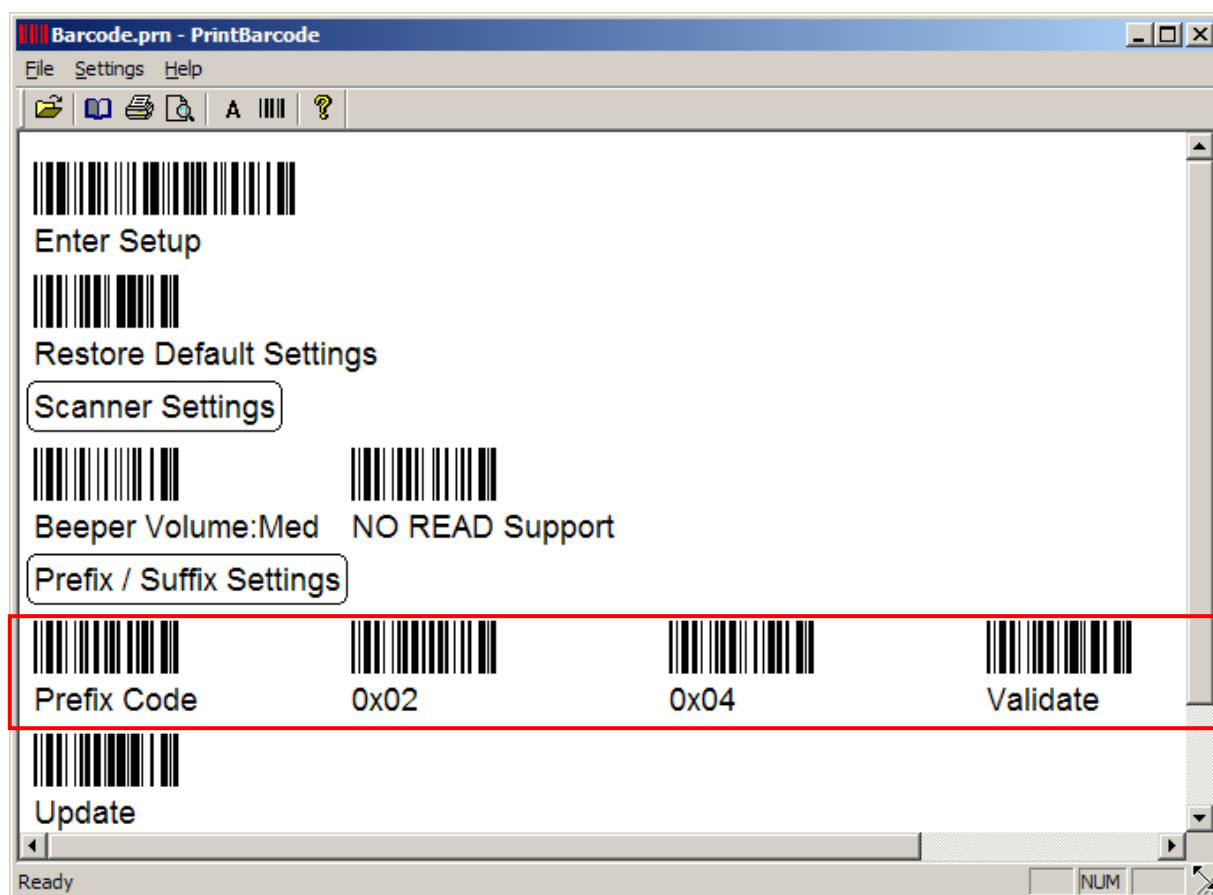 Barcode.prn - PrintBarcode
File Settings Help
A
Enter Setup
Restore Default Settings
Scanner Settings
Beeper Volume:Med NO READ Support
Prefix / Suffix Settings
Prefix Code 0x02 0x04 Validate
Update
Ready NUM